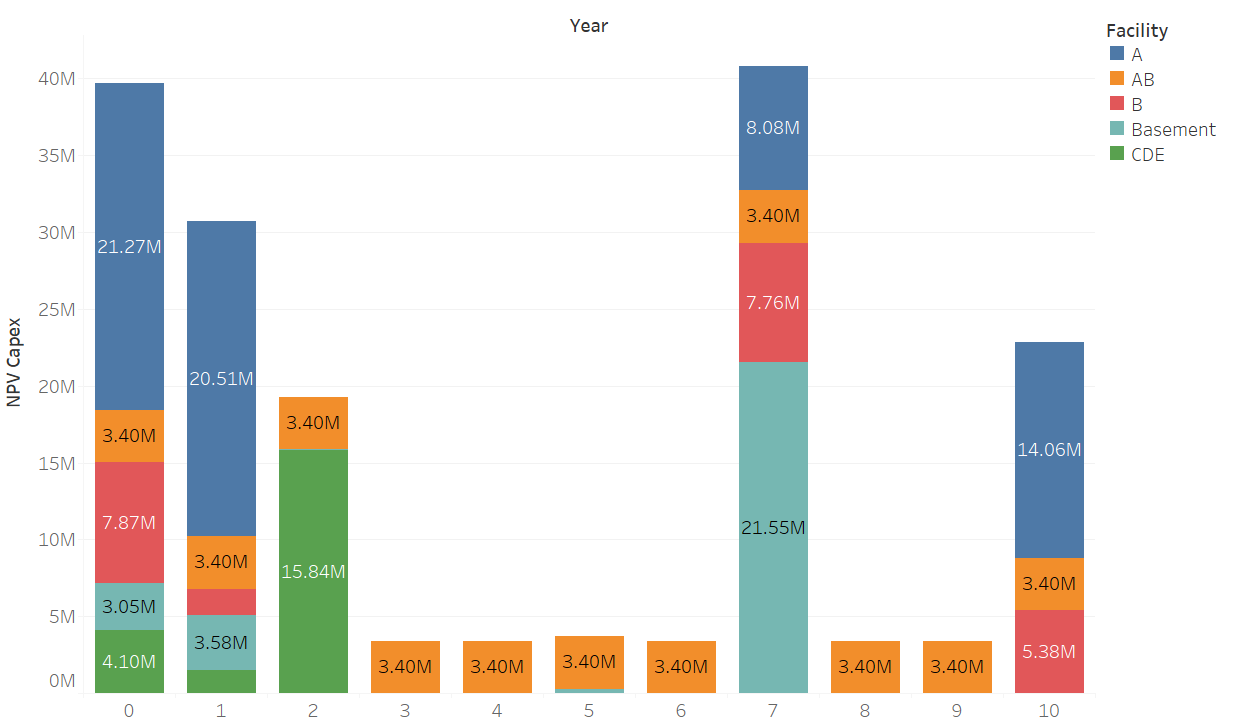 Year
Facility
A
AB
B
Basement
CDE
NPV Capex
40M
35M
30M
25M
20M
15M
10M
5M
0M
21.27M
3.40M
7.87M
3.05M
4.10M
20.51M
3.40M
3.58M
3.40M
15.84M
3.40M
3.40M
3.40M
3.40M
8.08M
3.40M
7.76M
21.55M
3.40M
3.40M
14.06M
3.40M
5.38M
0 1 2 3 4 5 6 7 8 9 10